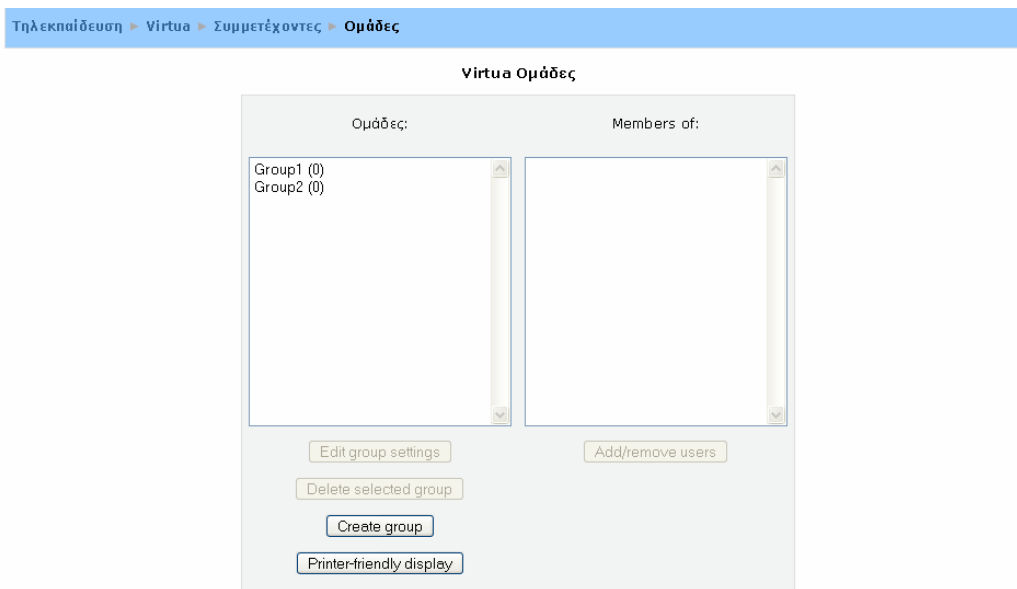 Τηλεκπαίδευση ► Virtua ► Συμμετέχοντες ► Ομάδες
Virtua Ομάδες
Ομάδες:
Members of:
Group1 (0)
Group2 (0)
Edit group settings
Add/remove users
Delete selected group
Create group
Printer-friendly display